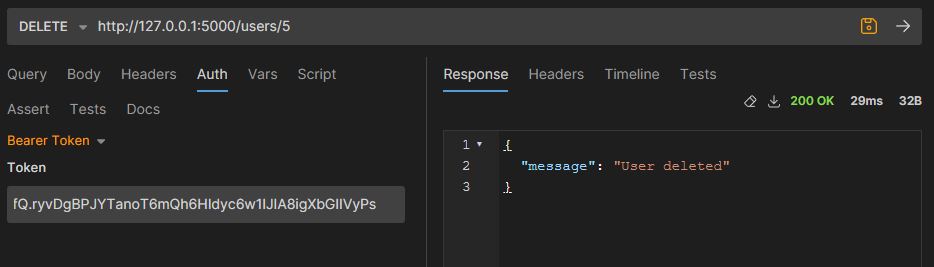 DELETE http://127.0.0.1:5000/users/5
Query Body Headers Auth Vars Script
Assert Tests Docs
Bearer Token
Token
fQ.ryvDgBPJYTanoT6mQh6HIdyc6w1IJIA8igXbGIIVyPs
Response Headers Timeline Tests
200 OK 29ms 32B
1 {
2 "message": "User deleted"
3 }